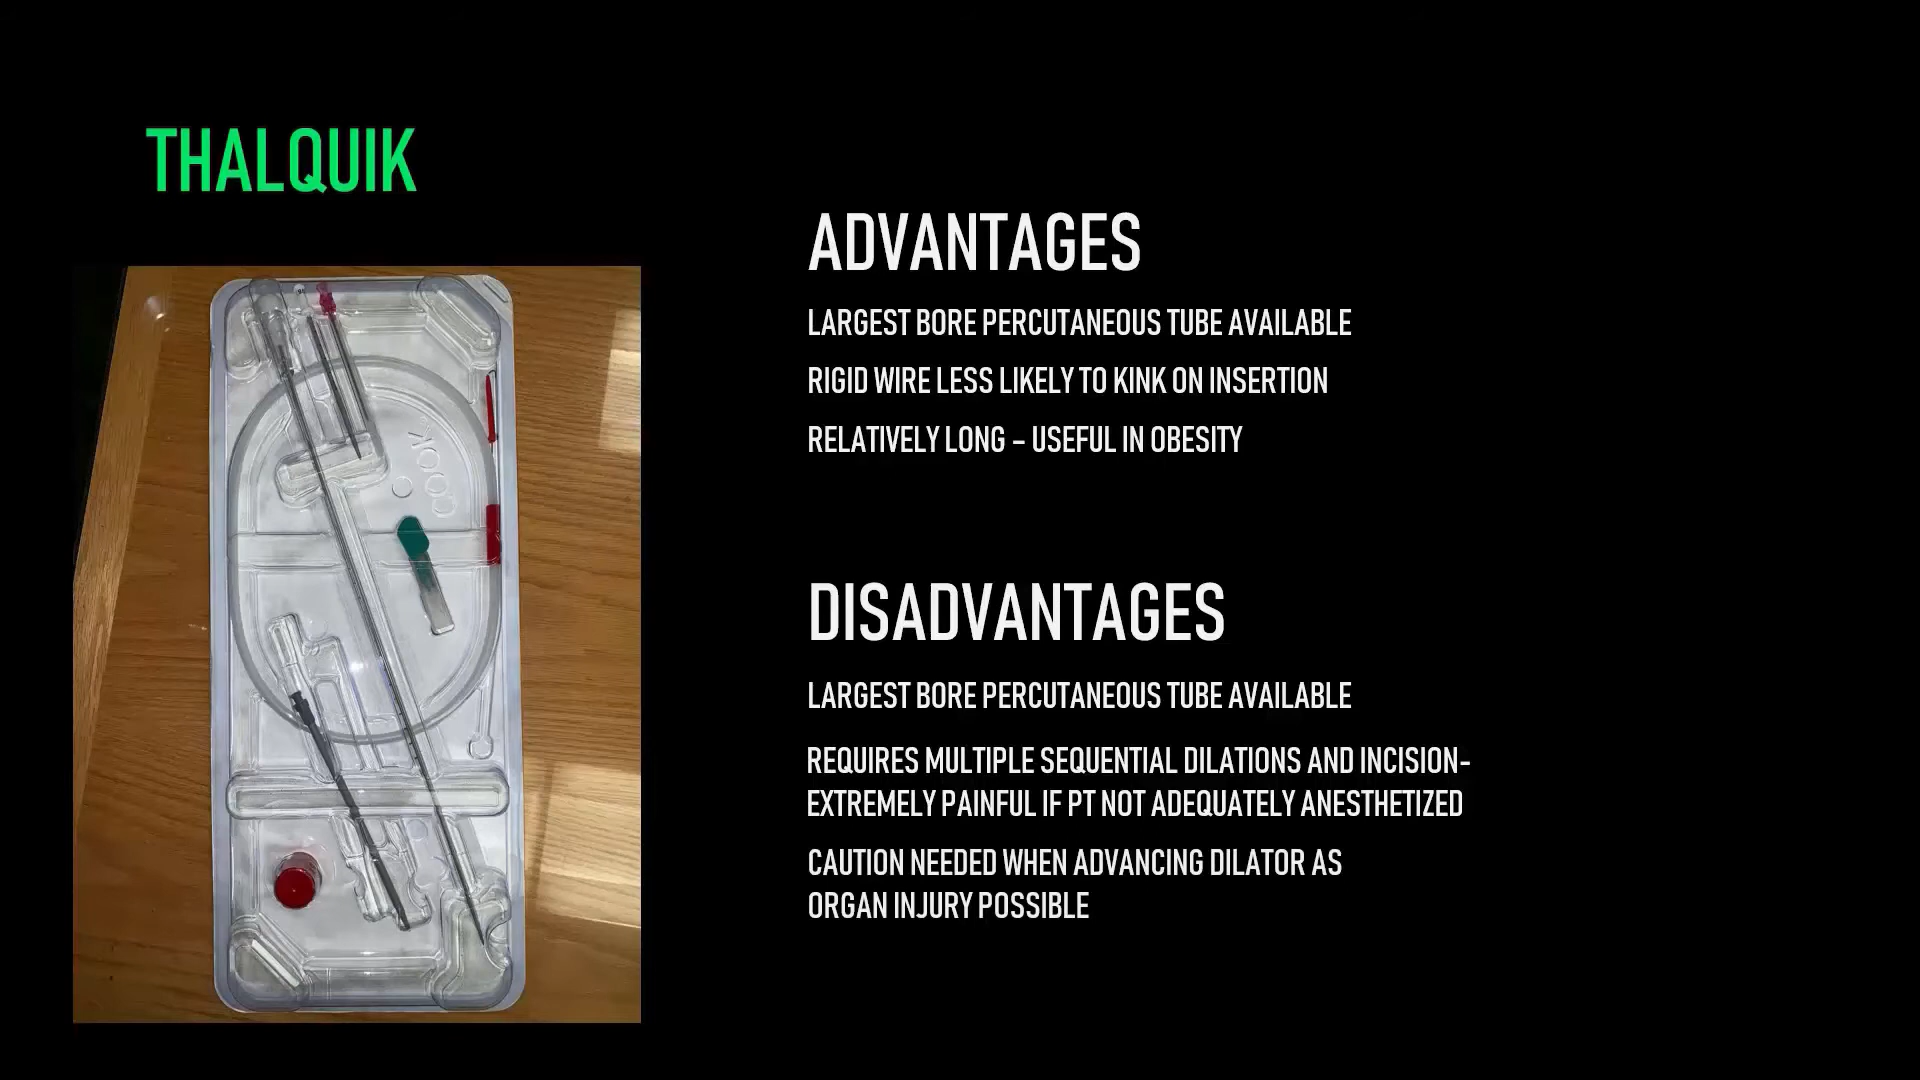 THALQUIK
ADVANTAGES
LARGEST BORE PERCUTANEOUS TUBE AVAILABLE
RIGID WIRE LESS LIKELY TO KINK ON INSERTION
RELATIVELY LONG – USEFUL IN OBESITY
COOK
DISADVANTAGES
LARGEST BORE PERCUTANEOUS TUBE AVAILABLE
REQUIRES MULTIPLE SEQUENTIAL DILATIONS AND INCISION-
EXTREMELY PAINFUL IF PT NOT ADEQUATELY ANESTHETIZED
CAUTION NEEDED WHEN ADVANCING DILATOR AS
ORGAN INJURY POSSIBLE